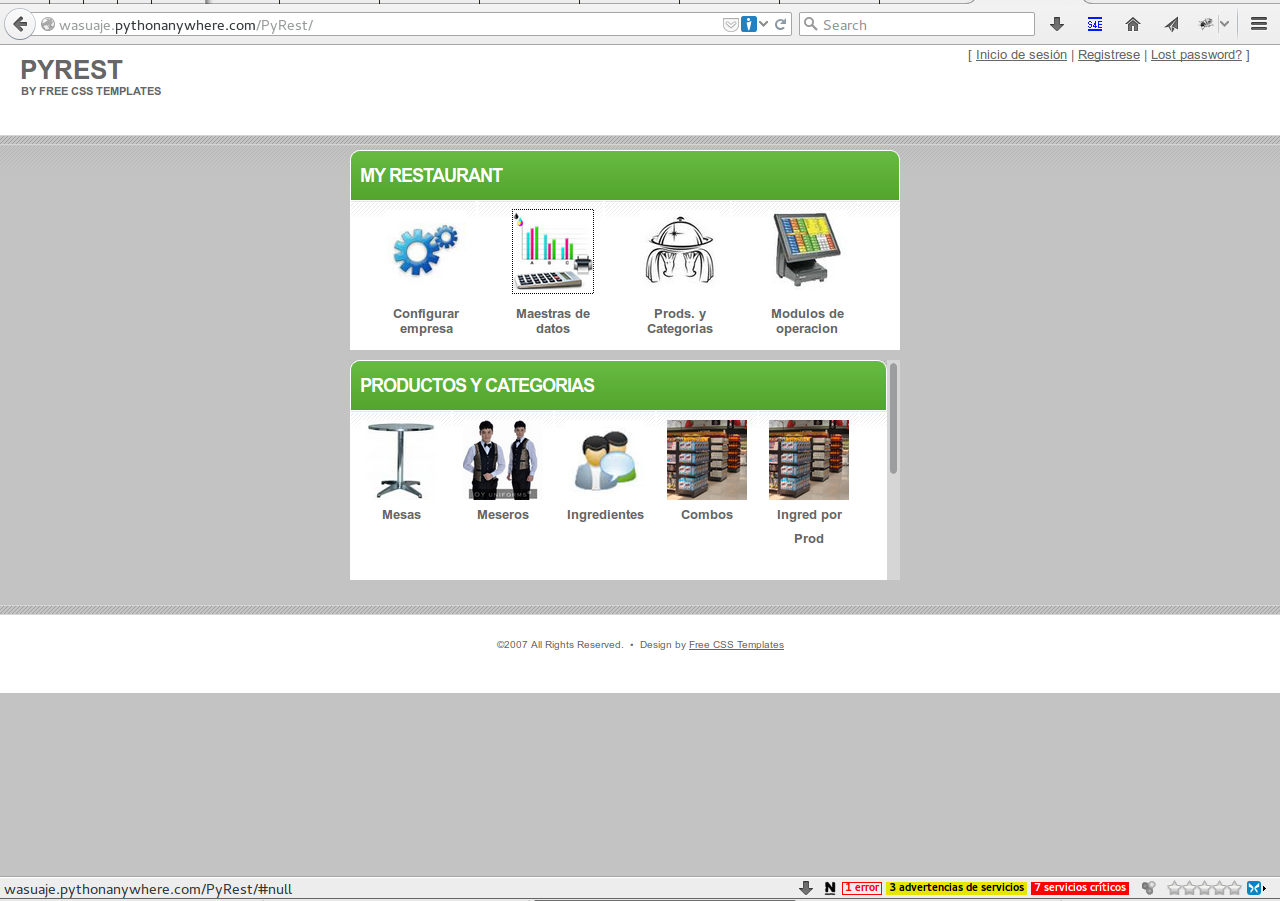 wasuaje.pythonanywhere.com/PyRest/
Search
S4E
[ Inicio de sesión | Registrese | Lost password? ]
PYREST
BY FREE CSS TEMPLATES
MY RESTAURANT
A B C
Configurar empresa
Maestras de datos
Prods. y Categorias
Modulos de operacion
PRODUCTOS Y CATEGORIAS
OY UNIFORMS
Mesas
Meseros
Ingredientes
Combos
Ingred por
Prod
©2007 All Rights Reserved. • Design by Free CSS Templates
wasuaje.pythonanywhere.com/PyRest/#null
N
1 error
3 advertencias de servicios
7 servicios críticos